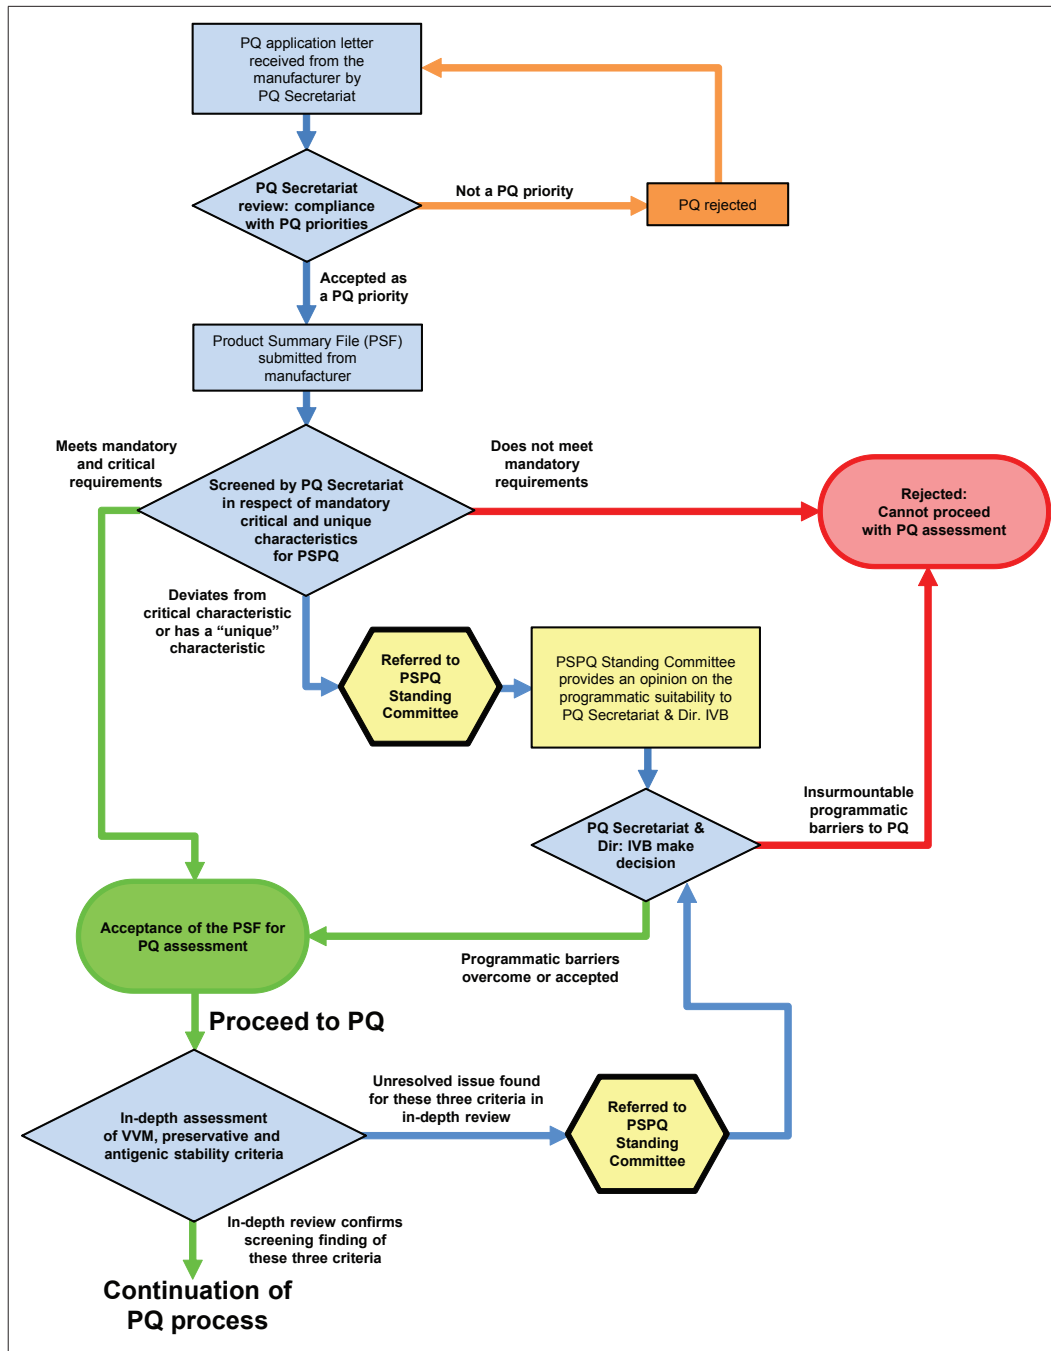 PQ application letter
received from the
manufacturer by
PQ Secretariat
PQ Secretariat
review: compliance
with PQ priorities
Not a PQ priority
PQ rejected
Accepted as
a PQ priority
Product Summary File (PSF)
submitted from
manufacturer
Meets mandatory
and critical
requirements
Does not meet
mandatory
requirements
Screened by PQ Secretariat
in respect of mandatory
critical and unique
characteristics
for PSPQ
Rejected:
Cannot proceed
with PQ assessment
Deviates from
critical characteristic
or has a “unique”
characteristic
Referred to
PSPQ
Standing
Committee
PSPQ Standing Committee
provides an opinion on the
programmatic suitability to
PQ Secretariat & Dir. IVB
Insurmountable
programmatic
barriers to PQ
PQ Secretariat &
Dir: IVB make
decision
Acceptance of the PSF for
PQ assessment
Programmatic barriers
overcome or accepted
Proceed to PQ
In-depth assessment
of VVM, preservative and
antigenic stability criteria
Unresolved issue found
for these three criteria in
in-depth review
Referred to
PSPQ
Standing
Committee
In-depth review confirms
screening finding of
these three criteria
Continuation of
PQ process